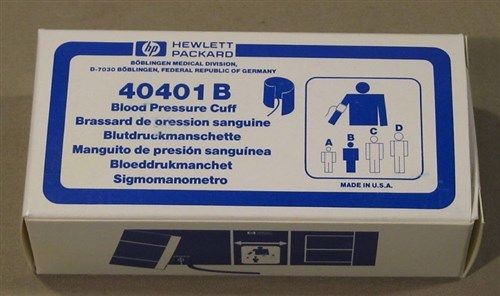 hp HEWLETT
PACKARD
BÖBLINGEN MEDICAL DIVISION,
D-7030 BÖBLINGEN, FEDERAL REPUBLIC OF GERMANY
40401 B
Blood Pressure Cuff
Brassard de oression sanguine
Blutdruckmanschette
Manguito de presión sanguínea
Bloeddrukmanchet
Sigmomanometro
A B C D
MADE IN U.S.A.